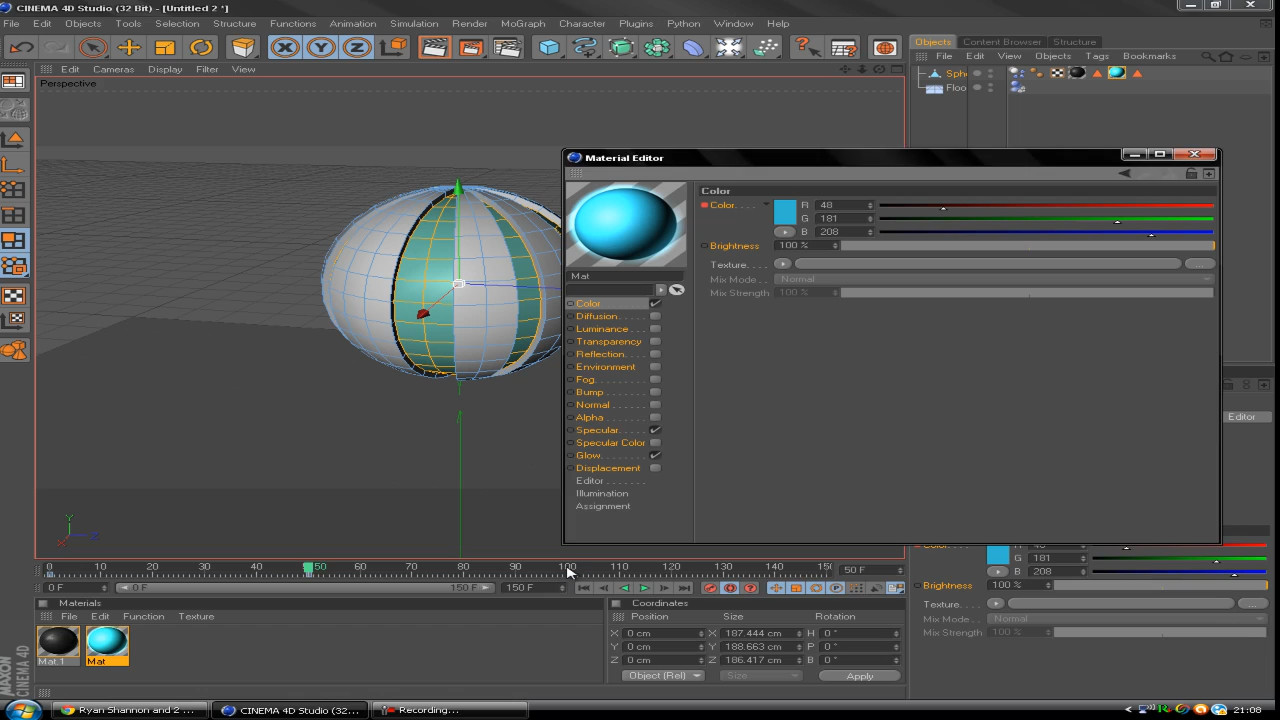 CINEMA 4D Studio (32 Bit) - [Untitled 2 *]
File Edit Objects Tools Selection Structure Functions Animation Simulation Render MoGraph Character Plugins Python Window Help
Objects Content Browser Structure
File Edit View Objects Tags Bookmarks
Edit Cameras Display Filter View
Perspective
Sph
Floo
Material Editor
Mat
Color
Diffusion
Luminance
Transparency
Reflection
Environment
Fog
Bump
Normal
Alpha
Specular
Specular Color
Glow
Displacement
Editor
Illumination
Assignment
Color
Color R 48
G 181
B 208
Brightness 100 %
Texture
Mix Mode Normal
Mix Strength 100 %
Editor
G 181
B 208
Brightness 100 %
Texture
Mix Mode Normal
Mix Strength 100 %
0 10 20 30 40 50 60 70 80 90 100 110 120 130 140 50 F
0 F 0 F 150 F 150 F
Materials
File Edit Function Texture
Mat.1 Mat
Coordinates
Position Size Rotation
X 0 cm X 187.444 cm H 0 °
Y 0 cm Y 188.663 cm P 0 °
Z 0 cm Z 186.417 cm B 0 °
Object (Rel) Size Apply
MAXON CINEMA 4D
Ryan Shannon and 2 ... CINEMA 4D Studio (32... Recording... 21:08